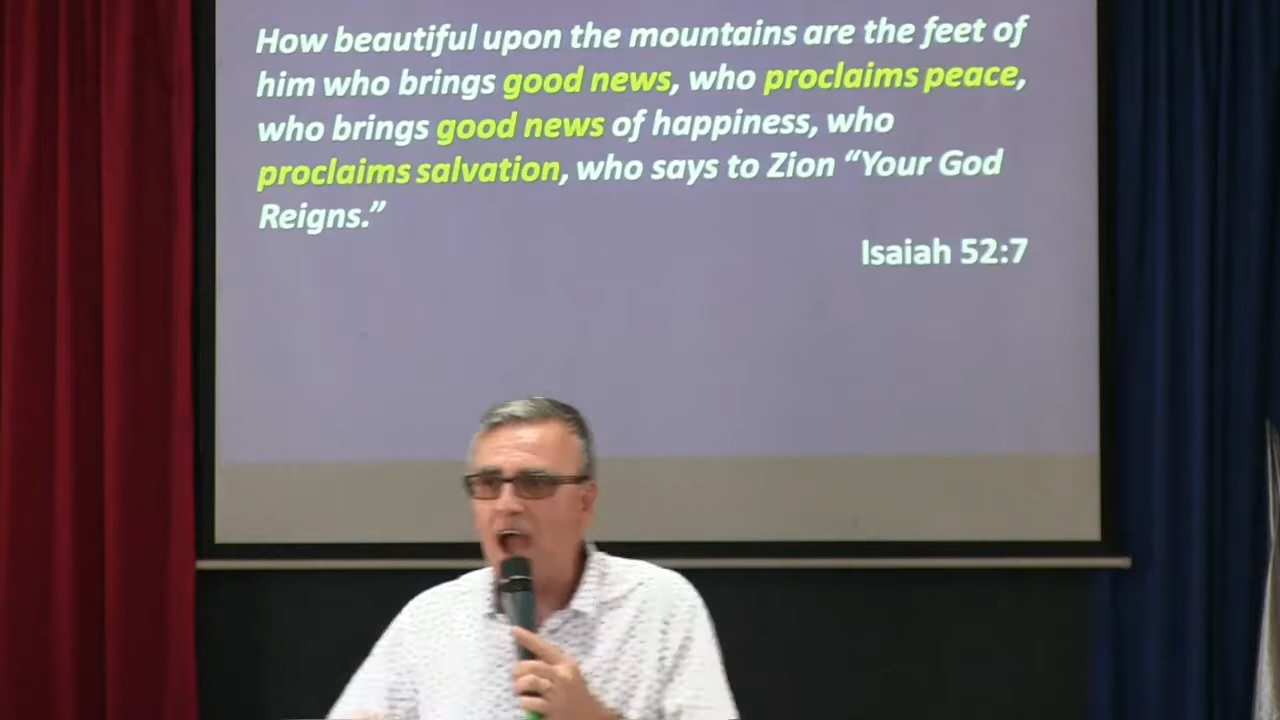 How beautiful upon the mountains are the feet of
him who brings good news, who proclaims peace,
who brings good news of happiness, who
proclaims salvation, who says to Zion “Your God
Reigns.”
Isaiah 52:7